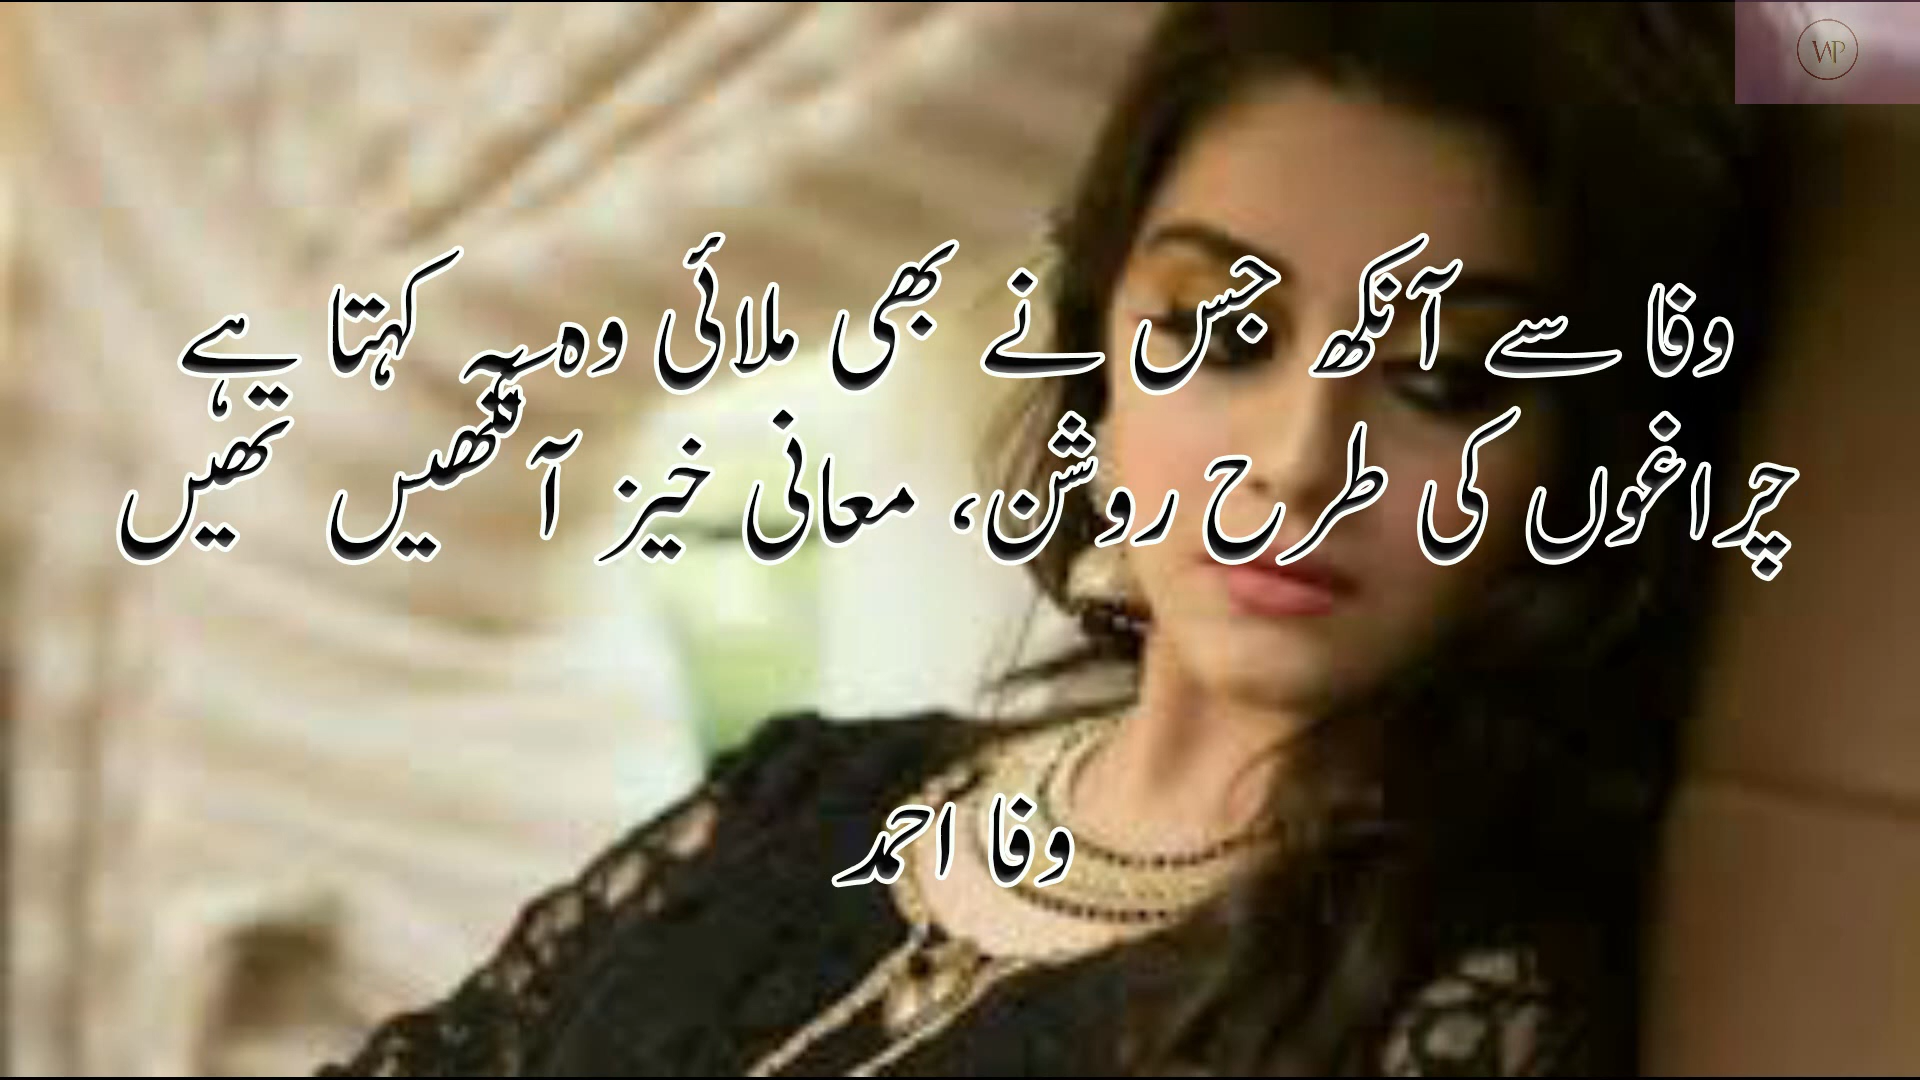 WP
وفا سے آنکھ جس نے بھی ملائی وہ یہ کہتا ہے
چراغوں کی طرح روشن، معانی خیز آنکھیں تھیں
وفا احمد